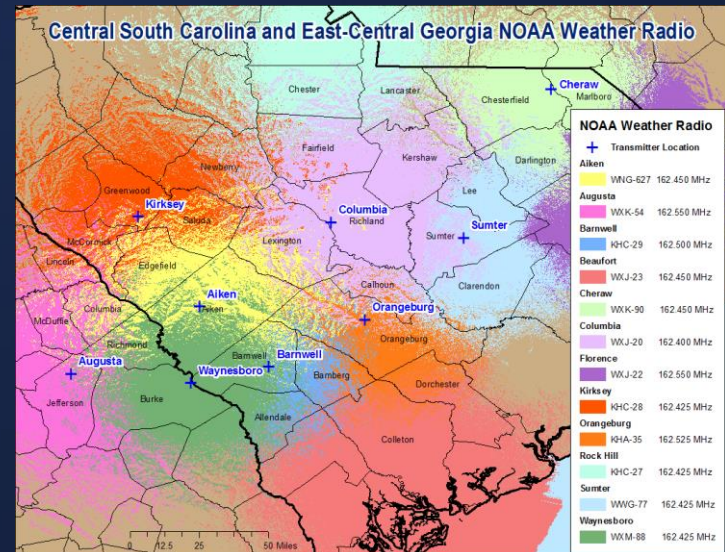 Central South Carolina and East-Central Georgia NOAA Weather Radio
Chester
Lancaster
Cheraw
Chesterfield
Marlboro
Fairfield
Kershaw
Darlington
Newberry
Lee
Greenwood
Kirksey
Saluda
Columbia
Richland
Sumter
Sumter
McCormick
Lexington
Lincoln
Edgefield
Calhoun
Clarendon
Aiken
Aiken
Columbia
McDuffie
Orangeburg
Orangeburg
Richmond
Augusta
Barnwell
Barnwell
Bamberg
Waynesboro
Dorchester
Jefferson
Burke
Allendale
Colleton
0 12.5 25 50 Miles
NOAA Weather Radio
Transmitter Location
Aiken
WNG-627 162.450 MHz
Augusta
WXK-54 162.550 MHz
Barnwell
KHC-29 162.500 MHz
Beaufort
WXJ-23 162.450 MHz
Cheraw
WXK-90 162.450 MHz
Columbia
WXJ-20 162.400 MHz
Florence
WXJ-22 162.550 MHz
Kirksey
KHC-28 162.425 MHz
Orangeburg
KHA-35 162.525 MHz
Rock Hill
KHC-27 162.425 MHz
Sumter
WWG-77 162.425 MHz
Waynesboro
WXM-88 162.425 MHz